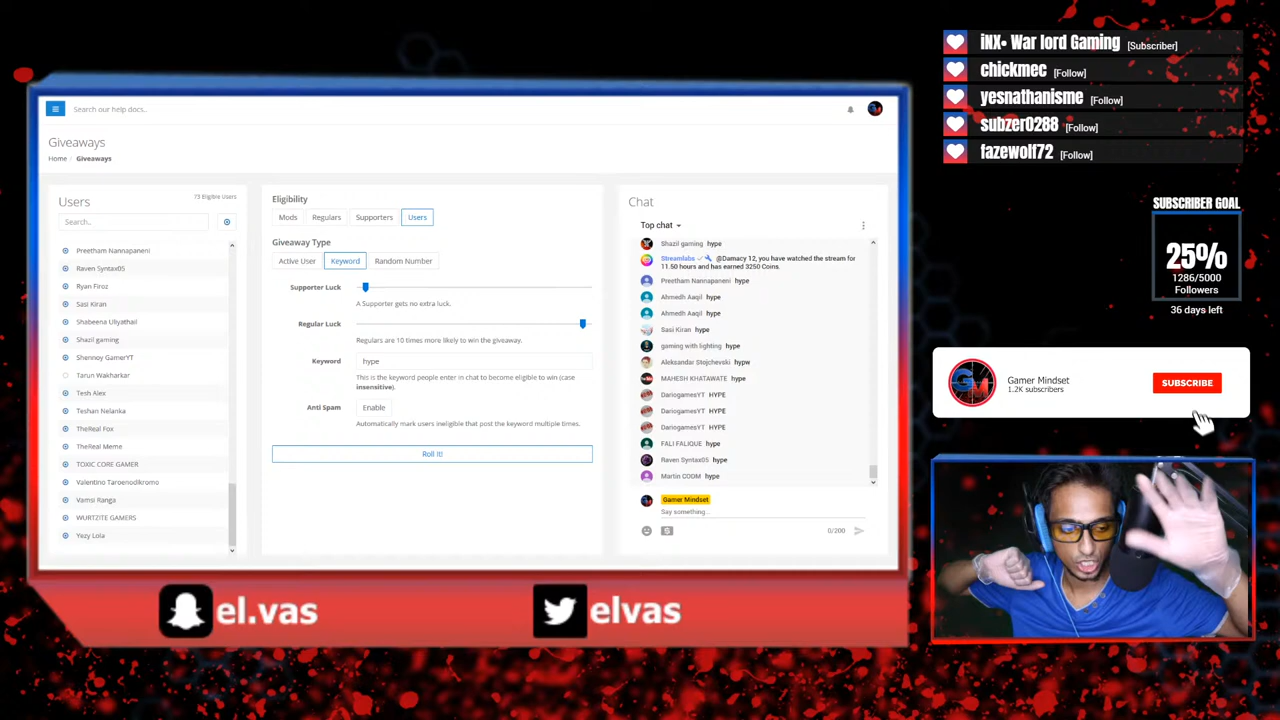 Search our help docs..
Giveaways
Home / Giveaways
Users
73 Eligible Users
Search..
Preetham Nannapaneni
Raven Syntax05
Ryan Firoz
Sasi Kiran
Shabeena Uliyathail
Shazil gaming
Shennoy GamerYT
Tarun Wakharkar
Tesh Alex
Teshan Nelanka
TheReal Fox
TheReal Meme
TOXIC CORE GAMER
Valentino Taroenodikromo
Vamsi Ranga
WURTZITE GAMERS
Yezy Lola
Eligibility
Mods Regulars Supporters Users
Giveaway Type
Active User Keyword Random Number
Supporter Luck
A Supporter gets no extra luck.
Regular Luck
Regulars are 10 times more likely to win the giveaway.
Keyword hype
This is the keyword people enter in chat to become eligible to win (case
insensitive).
Anti Spam Enable
Automatically mark users ineligible that post the keyword multiple times.
Roll It!
Chat
Top chat
Shazil gaming hype
Streamlabs @Damacy 12, you have watched the stream for
11.50 hours and has earned 3250 Coins.
Preetham Nannapaneni hype
Ahmedh Aaqil hype
Ahmedh Aaqil hype
Sasi Kiran hype
gaming with lighting hype
Aleksandar Stojchevski hypw
MAHESH KHATAWATE hype
DariogamesYT HYPE
DariogamesYT HYPE
DariogamesYT HYPE
FALI FALIQUE hype
Raven Syntax05 hype
Martin CODM hype
Gamer Mindset
Say something...
0/200
iNX• War lord Gaming [Subscriber]
chickmec [Follow]
yesnathanisme [Follow]
subzer0288 [Follow]
fazewolf72 [Follow]
SUBSCRIBER GOAL
25%
1286/5000
Followers
36 days left
GM
Gamer Mindset
1.2K subscribers
SUBSCRIBE
el.vas
elvas